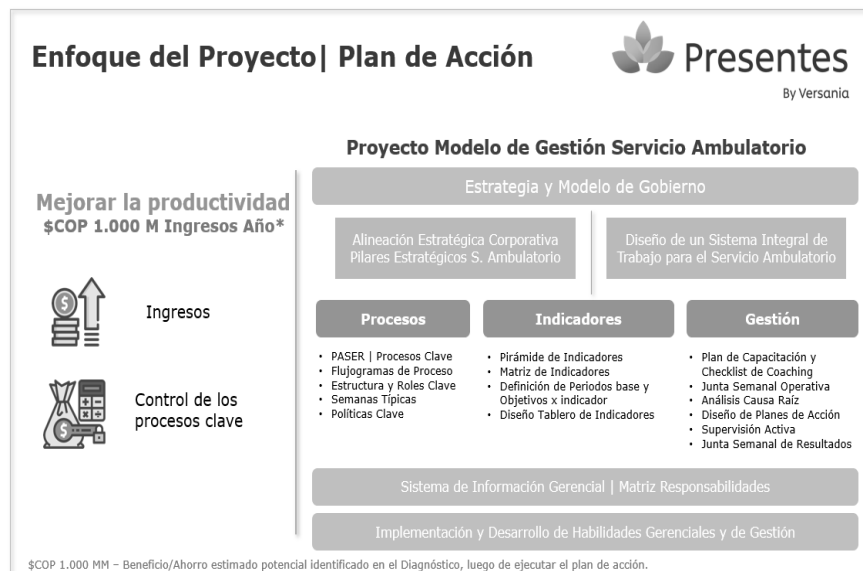 Enfoque del Proyecto| Plan de Acción
Presentes
By Versania
Mejorar la productividad
$COP 1.000 M Ingresos Año*
Ingresos
Control de los
procesos clave
Proyecto Modelo de Gestión Servicio Ambulatorio
Estrategia y Modelo de Gobierno
Alineación Estratégica Corporativa
Pilares Estratégicos S. Ambulatorio
Diseño de un Sistema Integral de
Trabajo para el Servicio Ambulatorio
Procesos
• PASER | Procesos Clave
• Flujogramas de Proceso
• Estructura y Roles Clave
• Semanas Típicas
• Políticas Clave
Indicadores
• Pirámide de Indicadores
• Matriz de Indicadores
• Definición de Periodos base y
Objetivos x indicador
• Diseño Tablero de Indicadores
Gestión
• Plan de Capacitación y
Checklist de Coaching
• Junta Semanal Operativa
• Análisis Causa Raíz
• Diseño de Planes de Acción
• Supervisión Activa
• Junta Semanal de Resultados
Sistema de Información Gerencial | Matriz Responsabilidades
Implementación y Desarrollo de Habilidades Gerenciales y de Gestión
$COP 1.000 MM – Beneficio/Ahorro estimado potencial identificado en el Diagnóstico, luego de ejecutar el plan de acción.